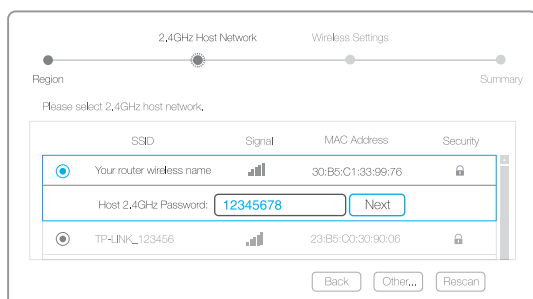 2.4GHz Host Network Wireless Settings
Region Summary
Please select 2.4GHz host network.
SSID Signal MAC Address Security
Your router wireless name 30:B5:C1:33:99:76
Host 2.4GHz Password: 12345678 Next
TP-LINK_123456 23:B5:C0:30:90:06
Back Other... Rescan